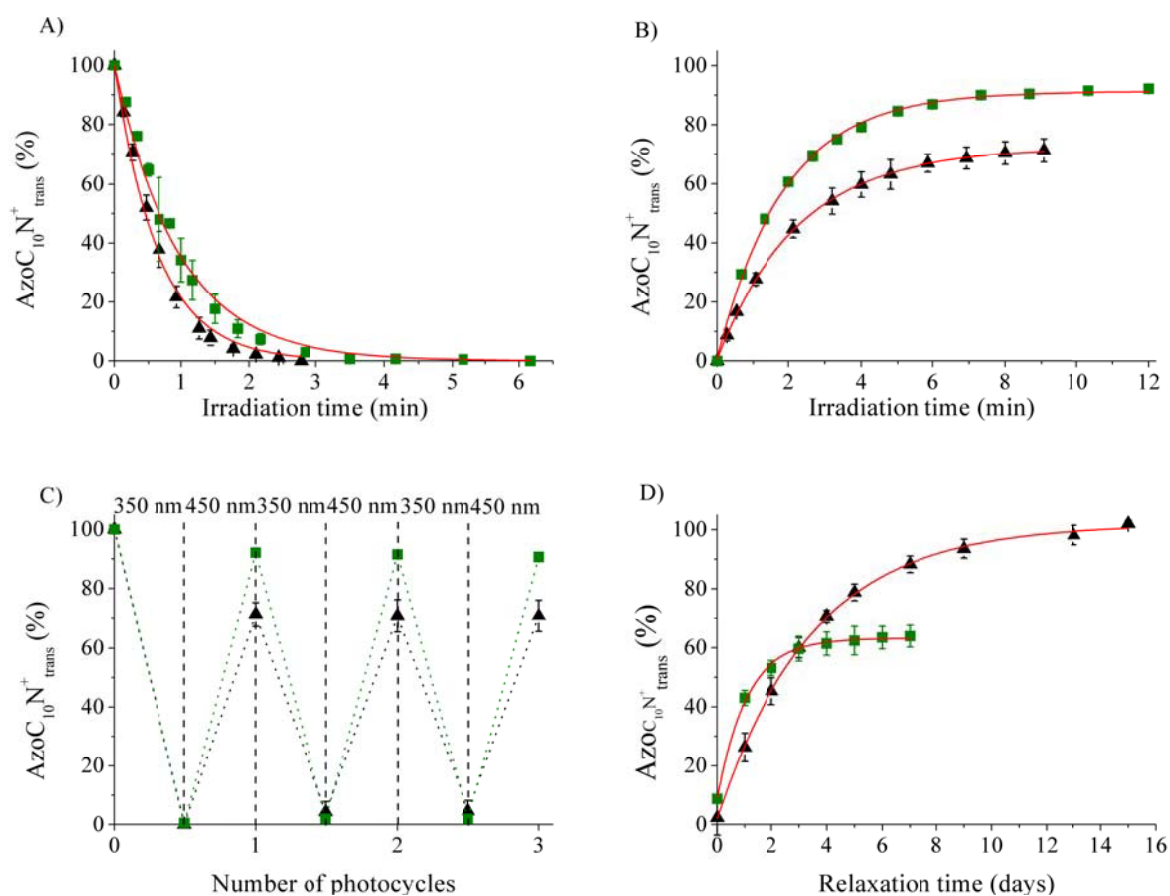 A)
AzoC₁₀N⁺trans (%)
100
80
60
40
20
0
0 1 2 3 4 5 6
Irradiation time (min)
B)
AzoC₁₀N⁺trans (%)
100
80
60
40
20
0
0 2 4 6 8 10 12
Irradiation time (min)
C)
350 nm 450 nm 350 nm 450 nm 350 nm 450 nm
AzoC₁₀N⁺trans (%)
100
80
60
40
20
0
0 1 2 3
Number of photocycles
D)
AzoC₁₀N⁺trans (%)
100
80
60
40
20
0
0 2 4 6 8 10 12 14 16
Relaxation time (days)